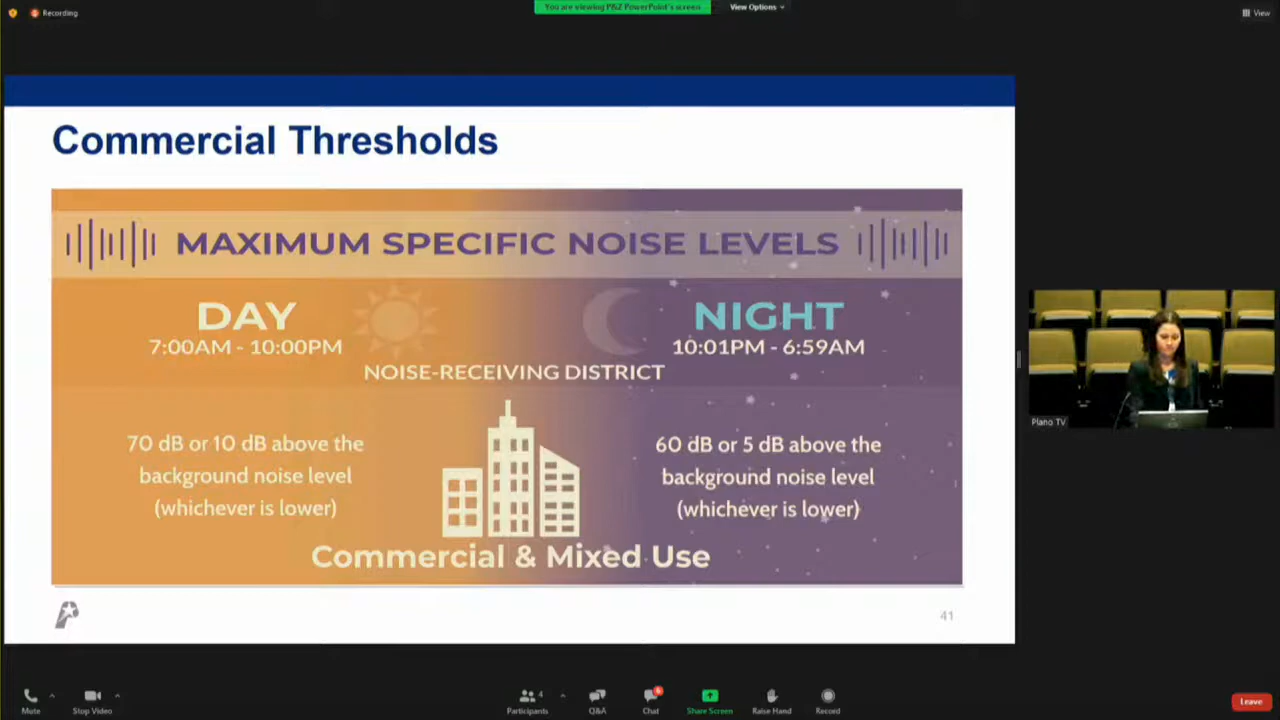 Recording
You are viewing P&Z PowerPoint's screen
View Options
View
Commercial Thresholds
MAXIMUM SPECIFIC NOISE LEVELS
DAY
7:00AM - 10:00PM
NIGHT
10:01PM - 6:59AM
NOISE-RECEIVING DISTRICT
70 dB or 10 dB above the
background noise level
(whichever is lower)
60 dB or 5 dB above the
background noise level
(whichever is lower)
Commercial & Mixed Use
41
Plano TV
Mute
Stop Video
4
Participants
Q&A
6
Chat
Share Screen
Raise Hand
Record
Leave